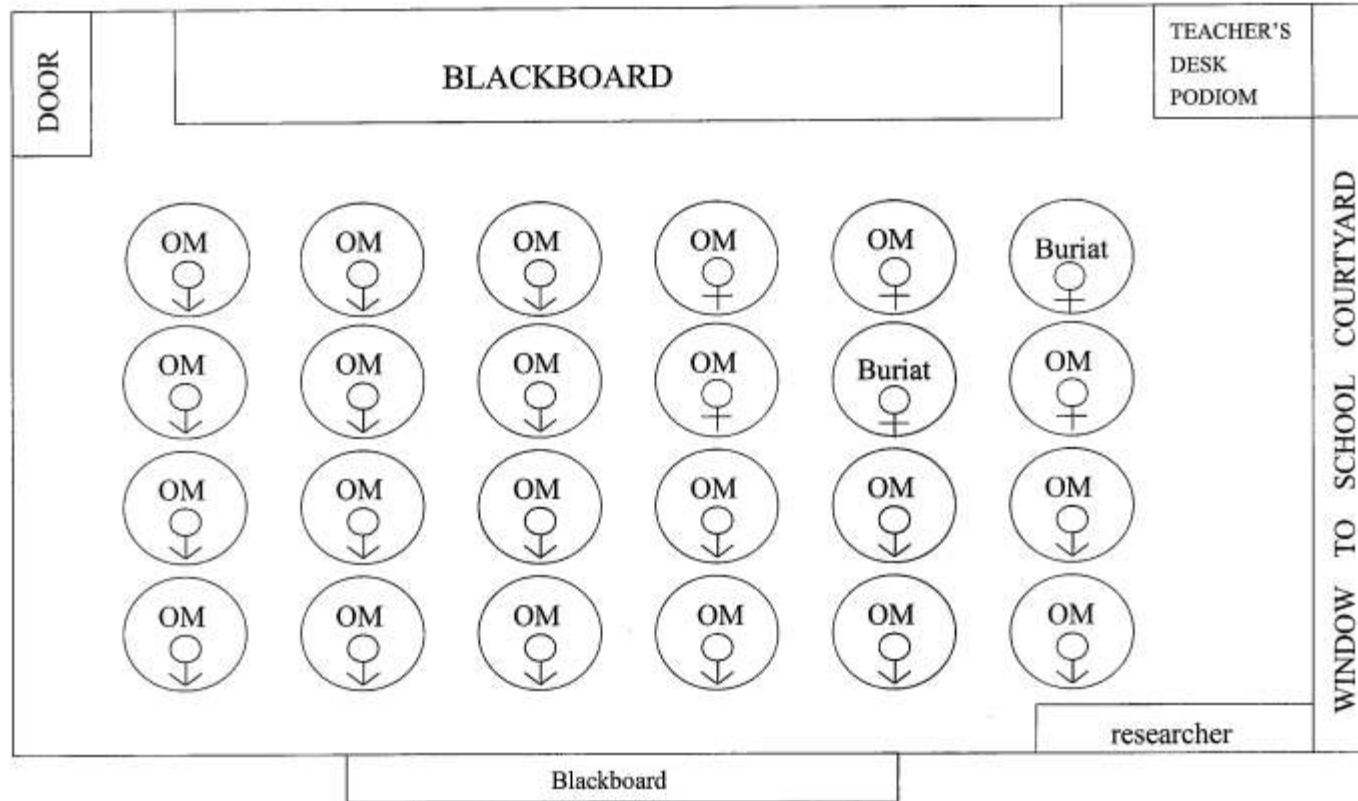 DOOR
BLACKBOARD
TEACHER'S
DESK
PODIOM
WINDOW TO SCHOOL COURTYARD
OM OM OM OM OM Buriat
OM OM OM OM Buriat OM
OM OM OM OM OM OM
OM OM OM OM OM OM
researcher
Blackboard